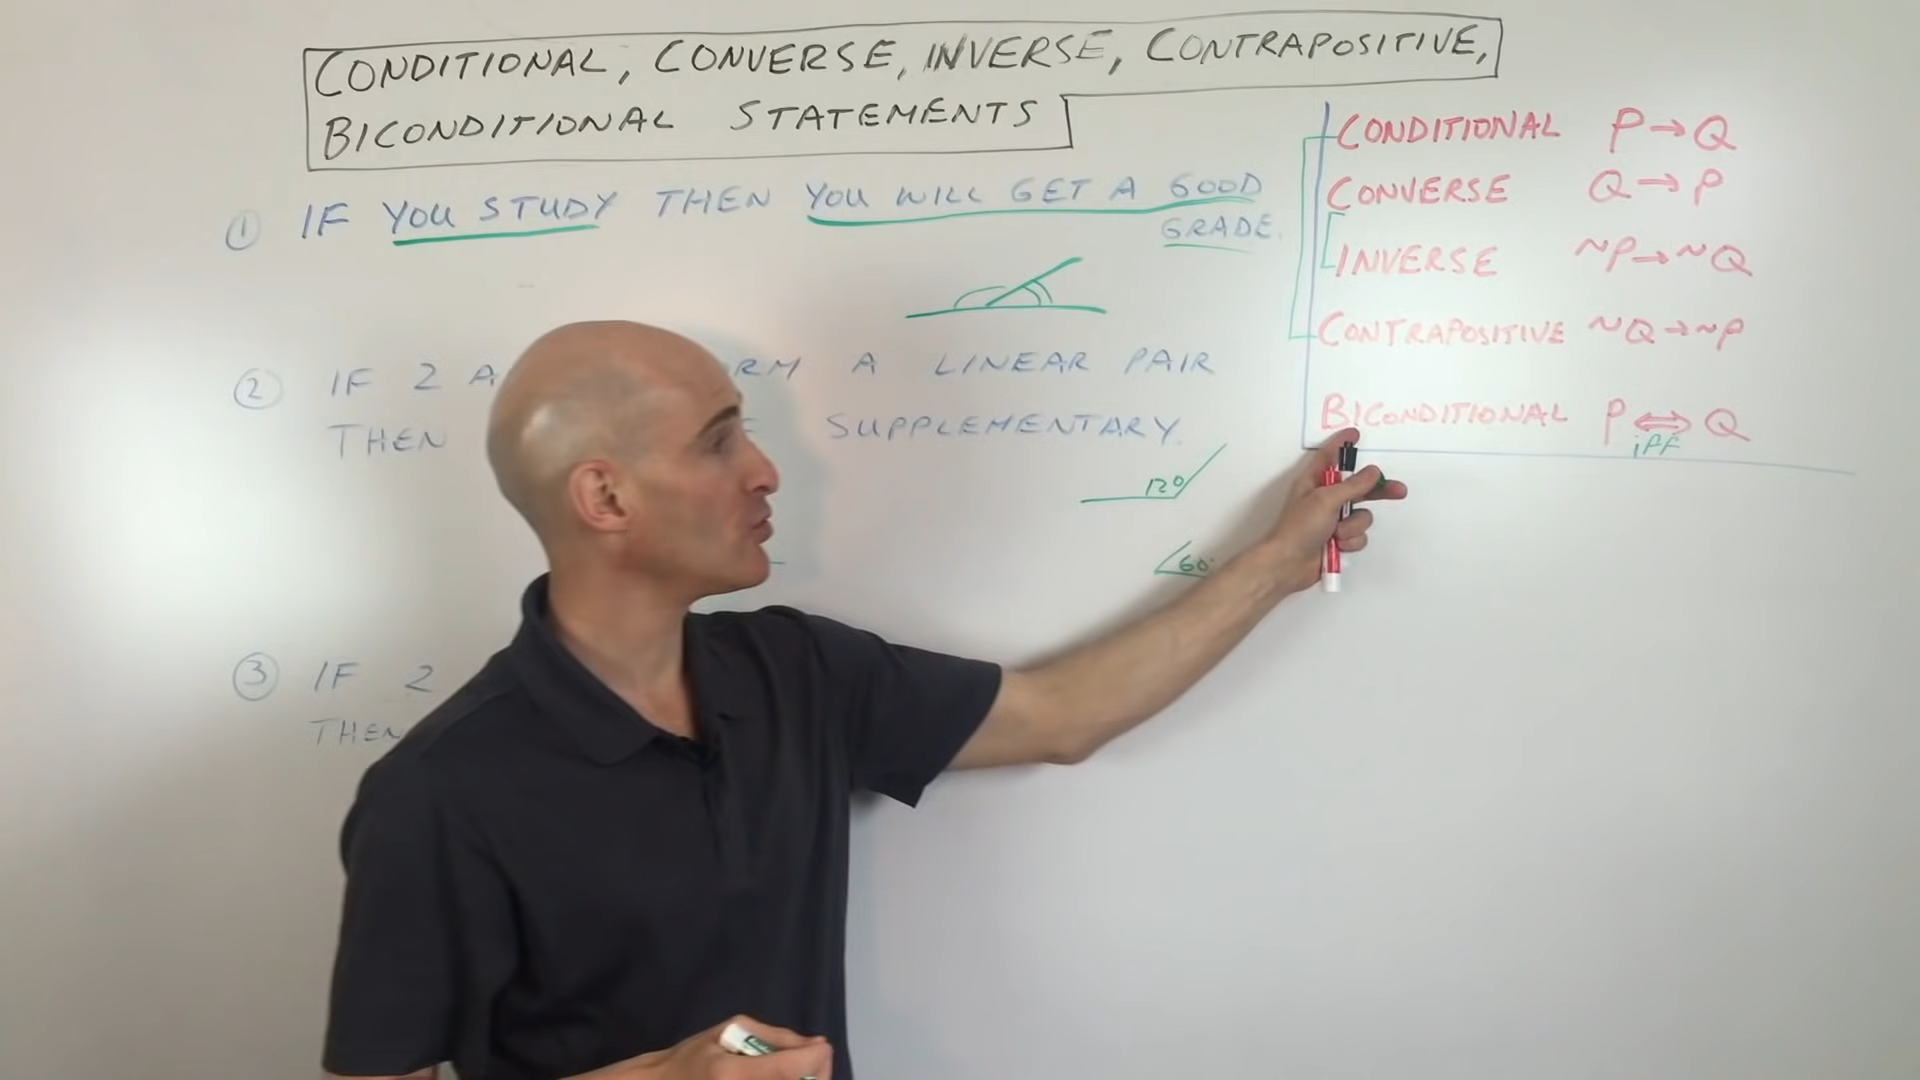 CONDITIONAL, CONVERSE, INVERSE, CONTRAPOSITIVE,
BICONDITIONAL STATEMENTS
① IF YOU STUDY THEN YOU WILL GET A GOOD
GRADE.
② IF 2 A RM A LINEAR PAIR
THEN SUPPLEMENTARY.
120
60°
③ IF 2
THEN
CONDITIONAL P→Q
CONVERSE Q→P
INVERSE ~P→~Q
CONTRAPOSITIVE ~Q→~P
BICONDITIONAL P⇔Q
iff